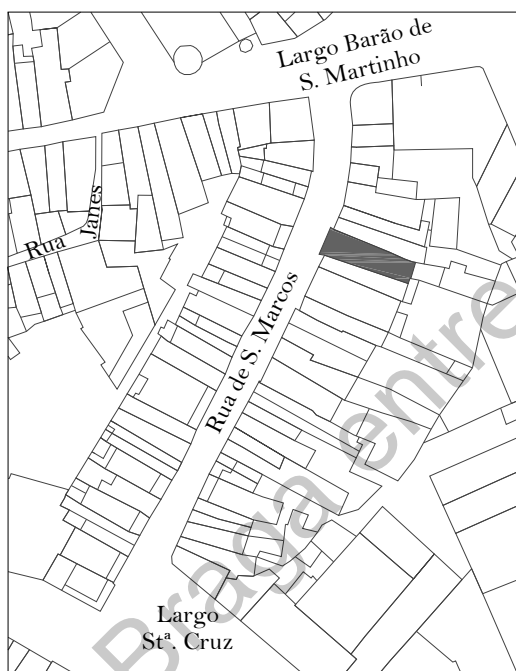 Largo Barão de
S. Martinho
Rua Janes
Rua de S. Marcos
Braga entre
Largo
Stª. Cruz